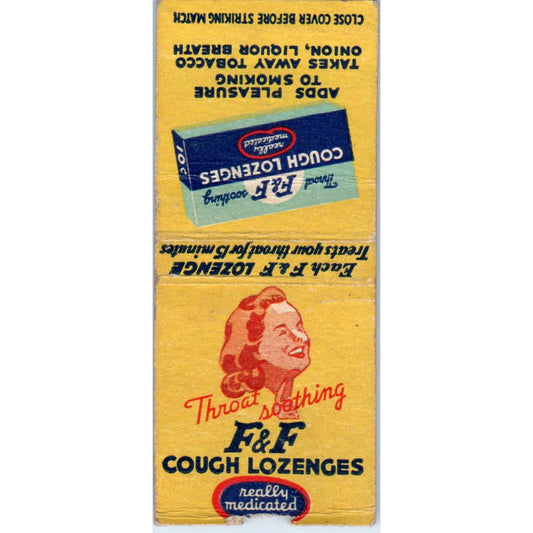 CLOSE COVER BEFORE STRIKING MATCH
ADDS PLEASURE
TO SMOKING
TAKES AWAY TOBACCO
ONION, LIQUOR BREATH
10¢
Throat F&F soothing
COUGH LOZENGES
really
medicated
Each F & F LOZENGE
Treats your throat for 15 minutes
Throat soothing
F&F
COUGH LOZENGES
really
medicated